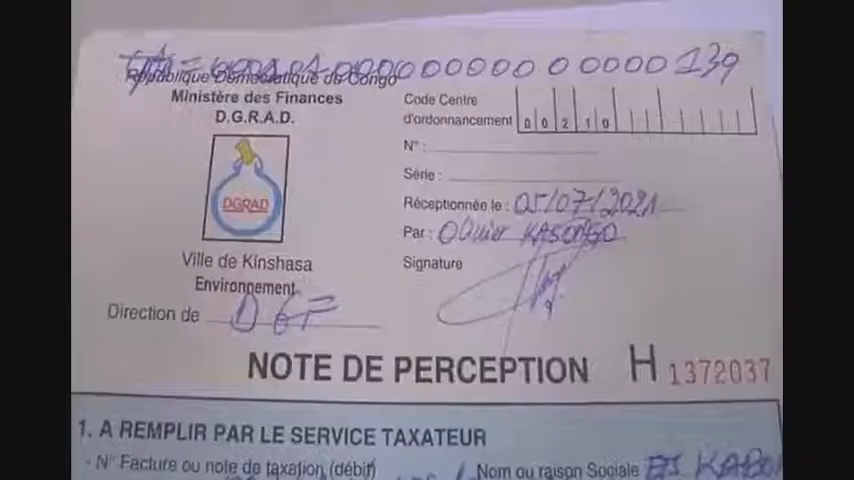 République Démocratique du Congo
Ministère des Finances
D.G.R.A.D.
DGRAD
Ville de Kinshasa
Environnement
Direction de DGF
139
Code Centre
d'ordonnancement 0 0 2 1 0
N° :
Série :
Réceptionnée le : 05/07/2021
Par : Olivier KASONGO
Signature
NOTE DE PERCEPTION H 1372037
1. A REMPLIR PAR LE SERVICE TAXATEUR
- N° Facture ou note de taxation (débit)
Nom ou raison Sociale